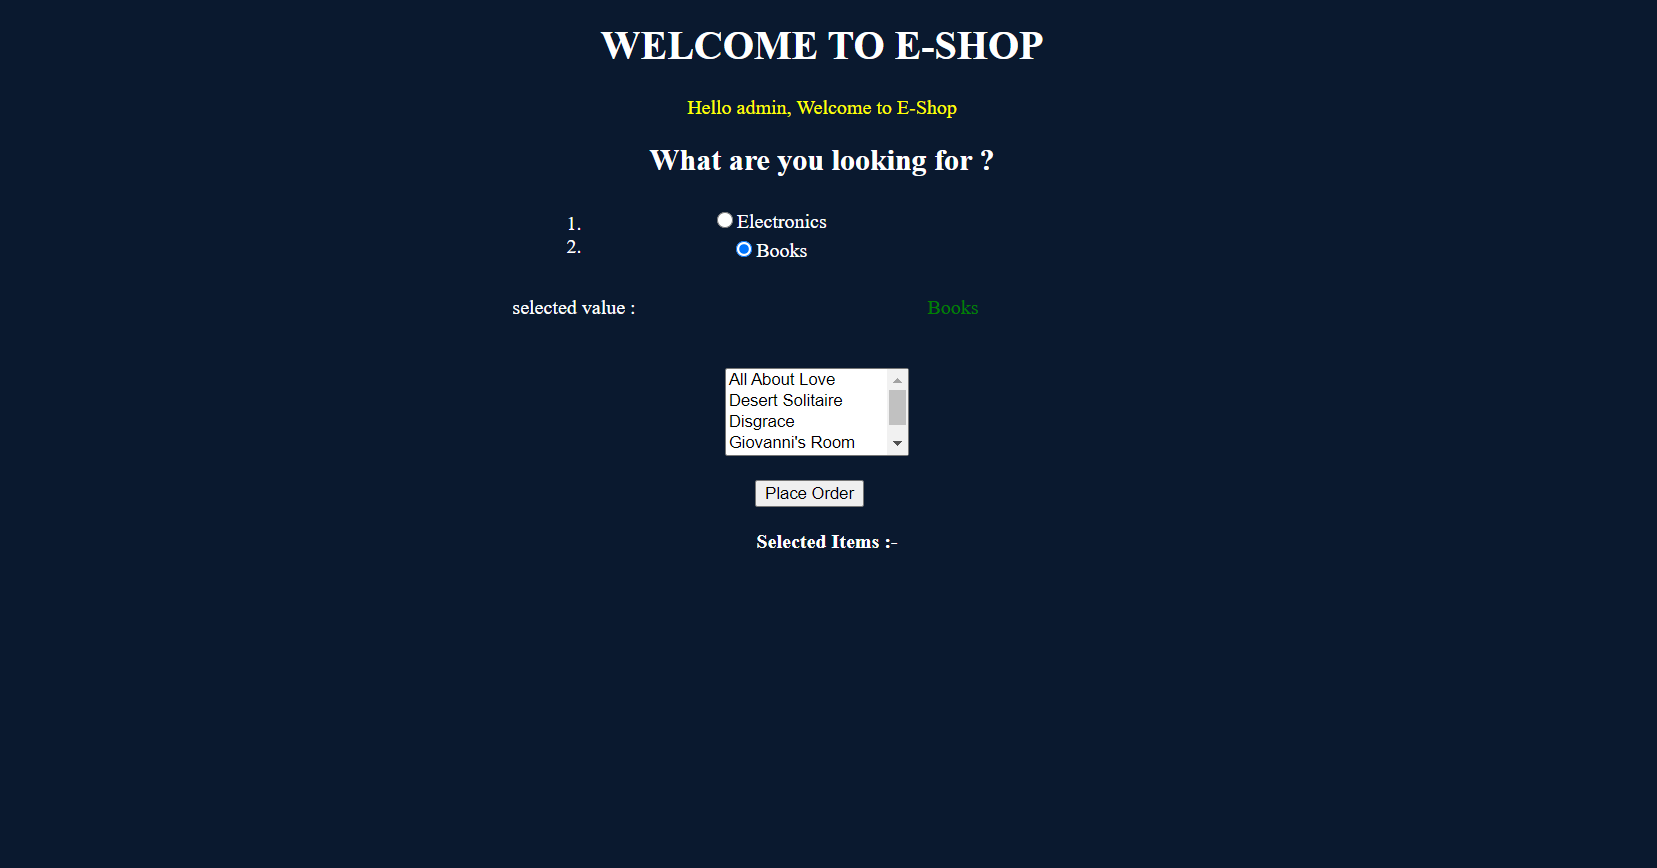 WELCOME TO E-SHOP
Hello admin, Welcome to E-Shop
What are you looking for ?
1. Electronics
2. Books
selected value : Books
All About Love
Desert Solitaire
Disgrace
Giovanni's Room
Place Order
Selected Items :-